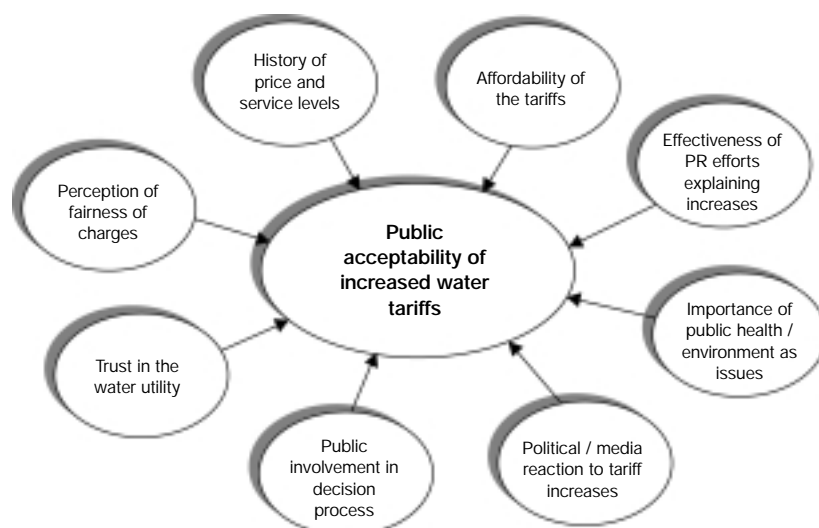 History of
price and
service levels
Affordability of
the tariffs
Effectiveness of
PR efforts
explaining
increases
Perception of
fairness of
charges
Public
acceptability of
increased water
tariffs
Importance of
public health /
environment as
issues
Trust in the
water utility
Public
involvement in
decision
process
Political / media
reaction to tariff
increases